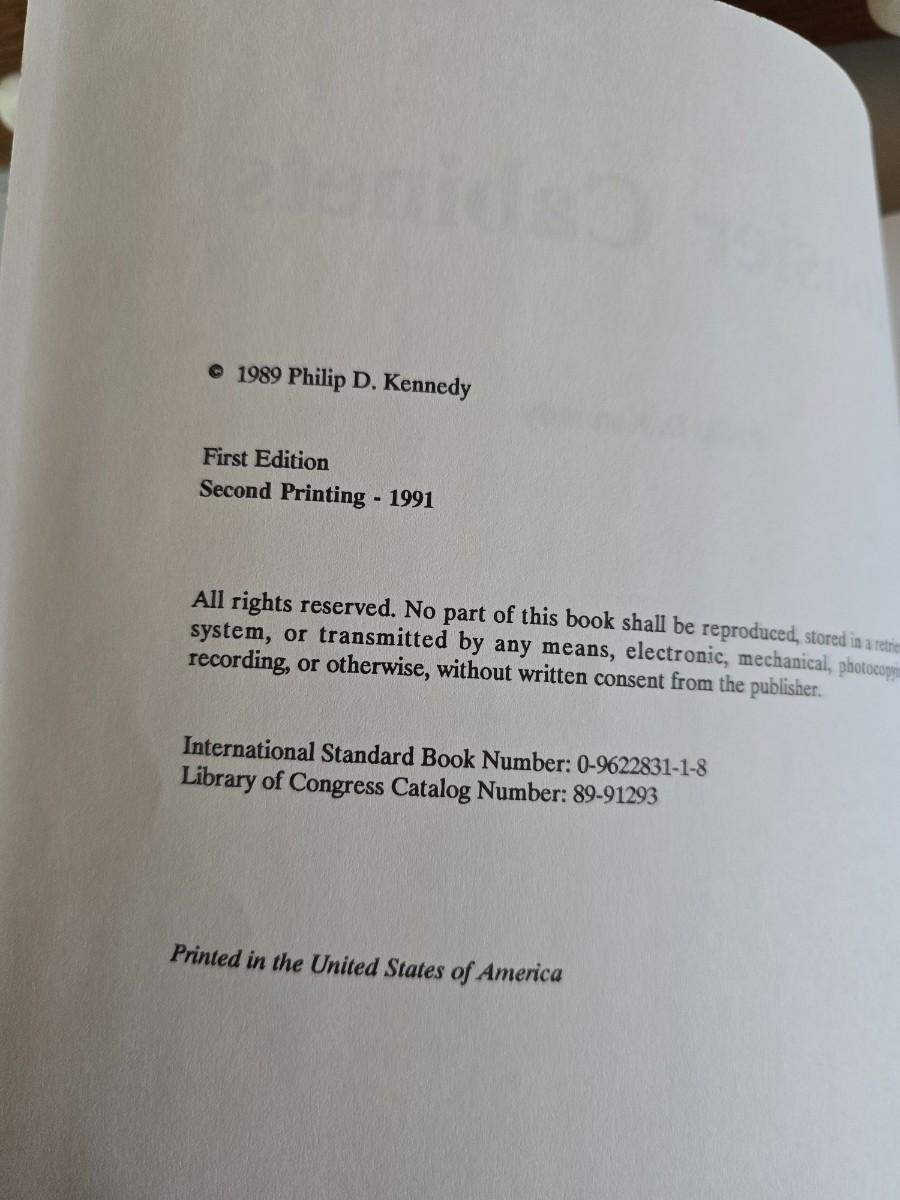 © 1989 Philip D. Kennedy
First Edition
Second Printing - 1991
All rights reserved. No part of this book shall be reproduced, stored in a retrie
system, or transmitted by any means, electronic, mechanical, photocopyi
recording, or otherwise, without written consent from the publisher.
International Standard Book Number: 0-9622831-1-8
Library of Congress Catalog Number: 89-91293
Printed in the United States of America